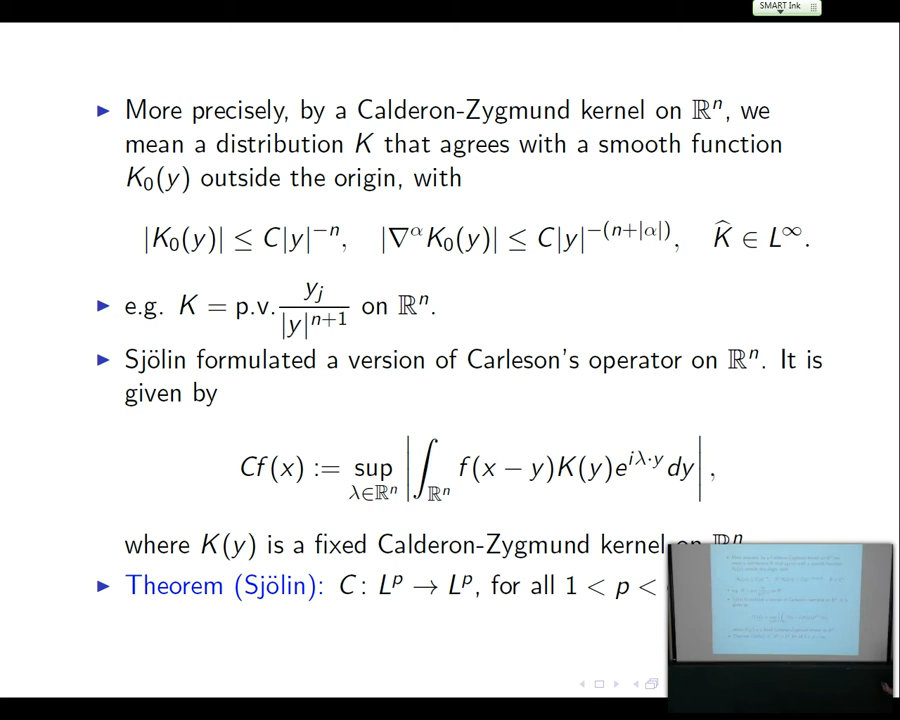 SMART Ink
▶ More precisely, by a Calderon-Zygmund kernel on ℝⁿ, we
mean a distribution K that agrees with a smooth function
K₀(y) outside the origin, with
|K₀(y)| ≤ C|y|⁻ⁿ, |∇^α K₀(y)| ≤ C|y|^{−(n+|α|)}, K̂ ∈ L^∞.
▶ e.g. K = p.v. y_j / |y|^{n+1} on ℝⁿ.
▶ Sjölin formulated a version of Carleson's operator on ℝⁿ. It is
given by
Cf(x) := sup_{λ∈ℝⁿ} | ∫_{ℝⁿ} f(x − y)K(y)e^{iλ·y} dy | ,
where K(y) is a fixed Calderon-Zygmund kernel on ℝⁿ
▶ Theorem (Sjölin): C: L^p → L^p, for all 1 < p <